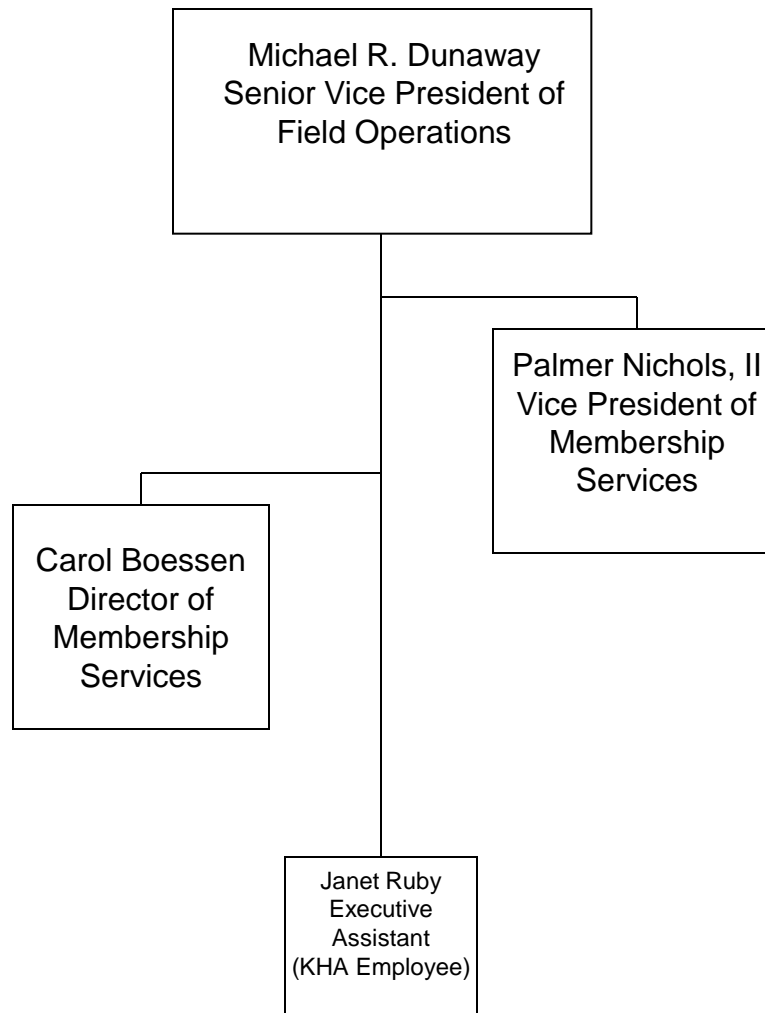 Michael R. Dunaway
Senior Vice President of
Field Operations
Palmer Nichols, II
Vice President of
Membership
Services
Carol Boessen
Director of
Membership
Services
Janet Ruby
Executive
Assistant
(KHA Employee)